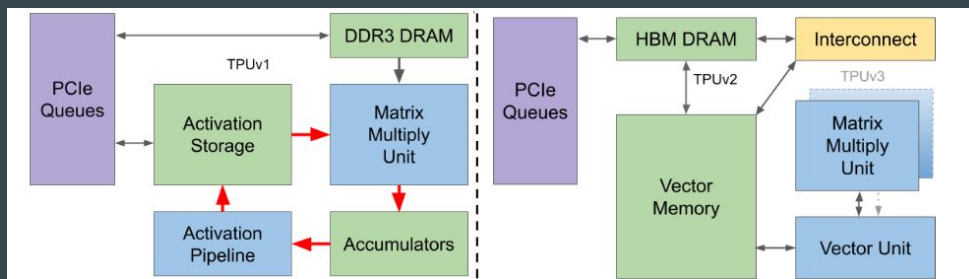 PCIe
Queues
DDR3 DRAM
TPUv1
Activation
Storage
Matrix
Multiply
Unit
Activation
Pipeline
Accumulators
PCIe
Queues
HBM DRAM
Interconnect
TPUv2
TPUv3
Matrix
Multiply
Unit
Vector
Memory
Vector Unit